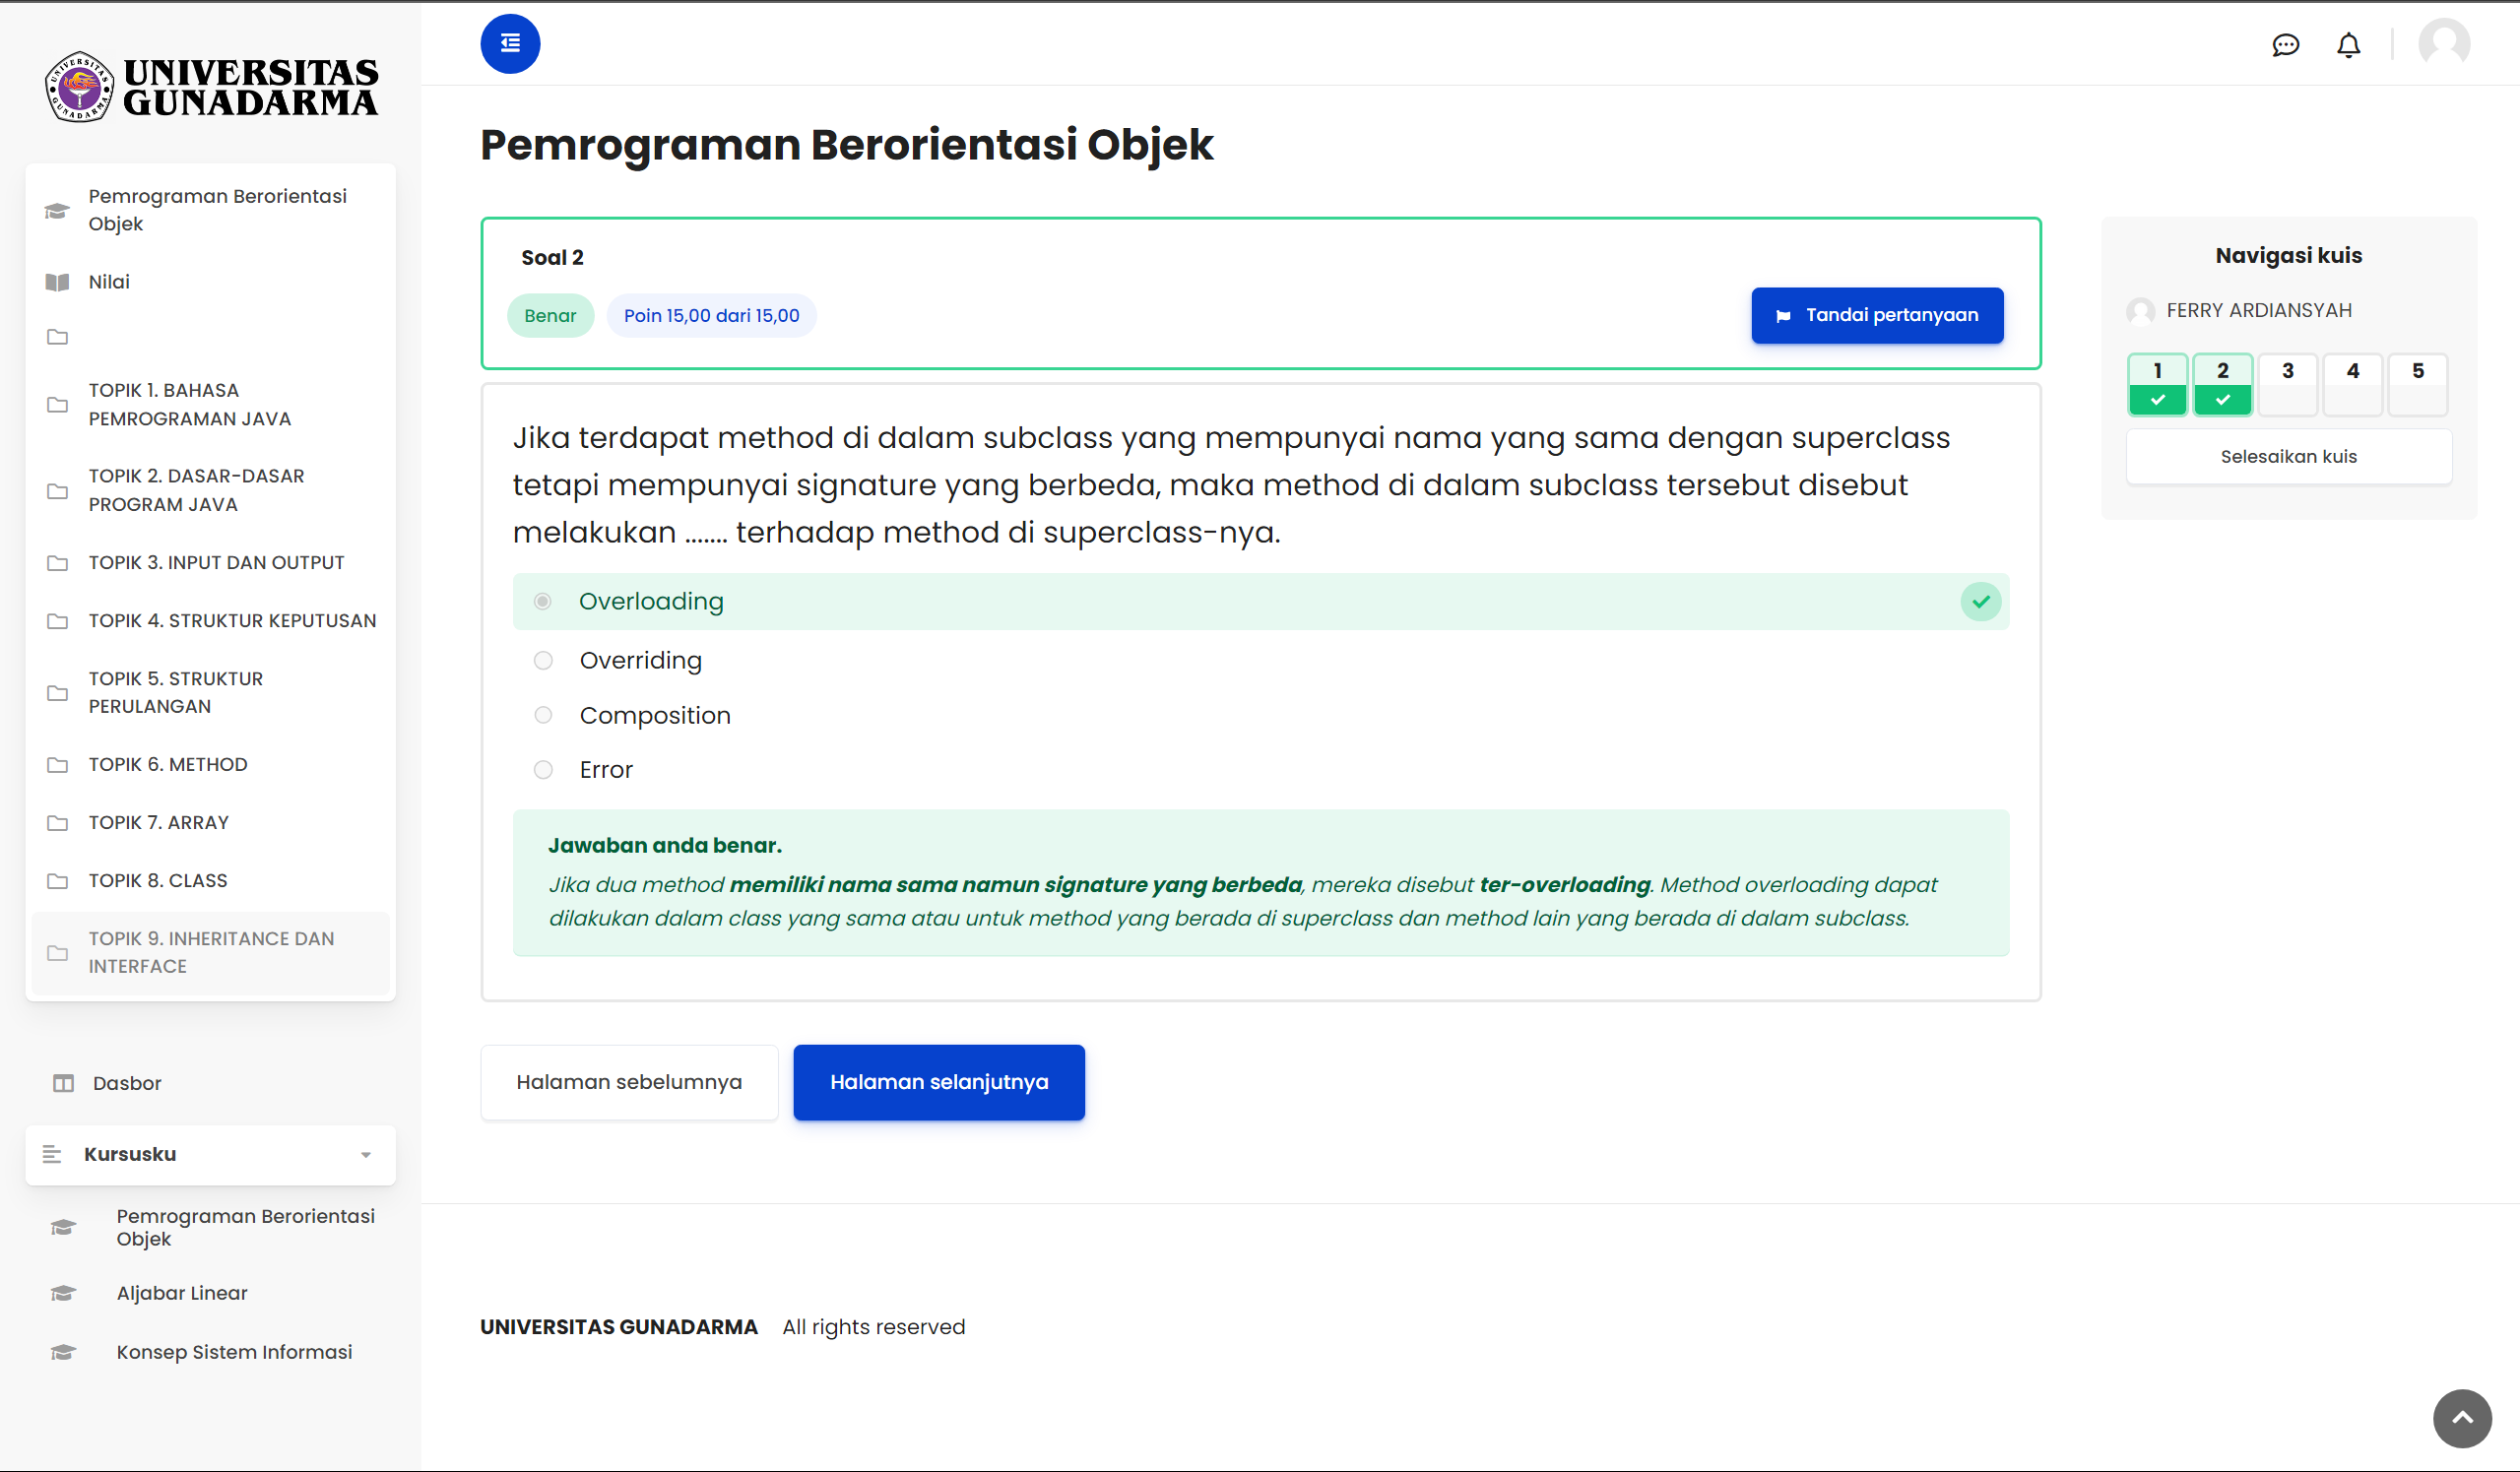 UNIVERSITAS
GUNADARMA
Pemrograman Berorientasi
Objek
Nilai
TOPIK 1. BAHASA
PEMROGRAMAN JAVA
TOPIK 2. DASAR-DASAR
PROGRAM JAVA
TOPIK 3. INPUT DAN OUTPUT
TOPIK 4. STRUKTUR KEPUTUSAN
TOPIK 5. STRUKTUR
PERULANGAN
TOPIK 6. METHOD
TOPIK 7. ARRAY
TOPIK 8. CLASS
TOPIK 9. INHERITANCE DAN
INTERFACE
Dasbor
Kursusku
Pemrograman Berorientasi
Objek
Aljabar Linear
Konsep Sistem Informasi
Pemrograman Berorientasi Objek
Soal 2
Benar
Poin 15,00 dari 15,00
Tandai pertanyaan
Jika terdapat method di dalam subclass yang mempunyai nama yang sama dengan superclass
tetapi mempunyai signature yang berbeda, maka method di dalam subclass tersebut disebut
melakukan ....... terhadap method di superclass-nya.
Overloading
Overriding
Composition
Error
Jawaban anda benar.
Jika dua method memiliki nama sama namun signature yang berbeda, mereka disebut ter-overloading. Method overloading dapat
dilakukan dalam class yang sama atau untuk method yang berada di superclass dan method lain yang berada di dalam subclass.
Halaman sebelumnya
Halaman selanjutnya
Navigasi kuis
FERRY ARDIANSYAH
1 2 3 4 5
Selesaikan kuis
UNIVERSITAS GUNADARMA All rights reserved